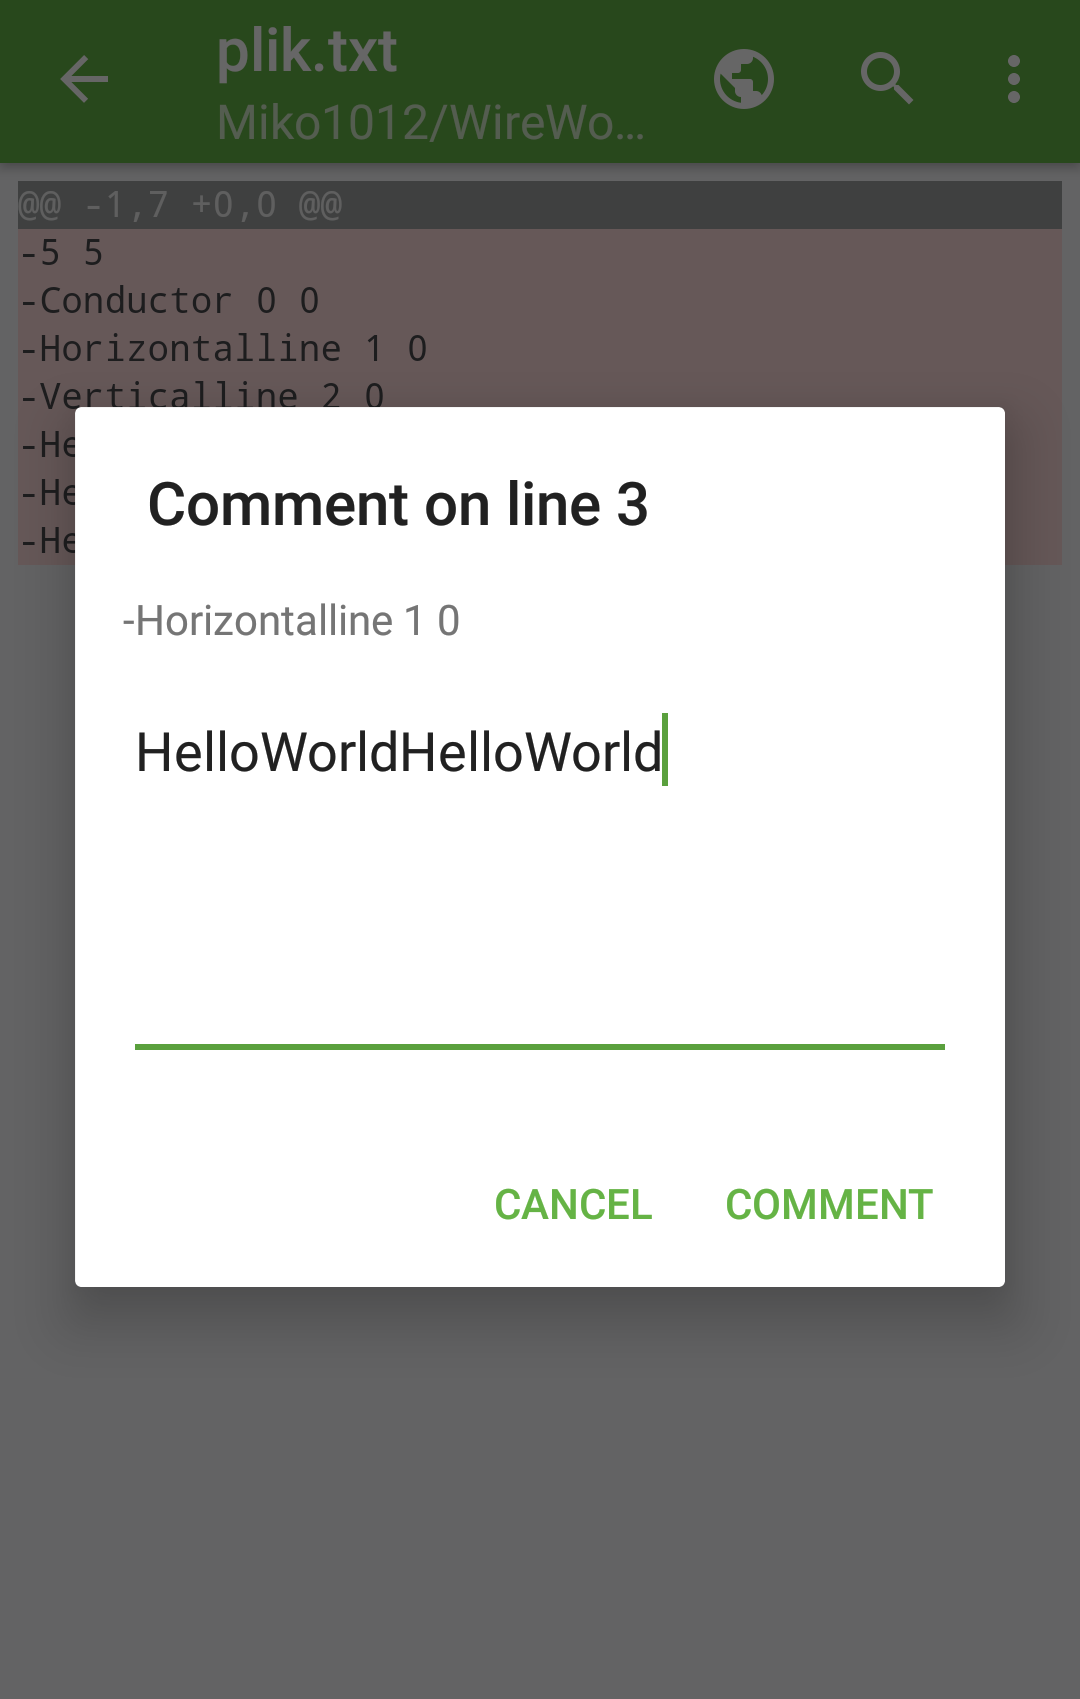 plik.txt
Miko1012/WireWo...
@@ -1,7 +0,0 @@
-5 5
-Conductor 0 0
-Horizontalline 1 0
-Verticalline 2 0
-He
-He
-He
Comment on line 3
-Horizontalline 1 0
HelloWorldHelloWorld
CANCEL COMMENT